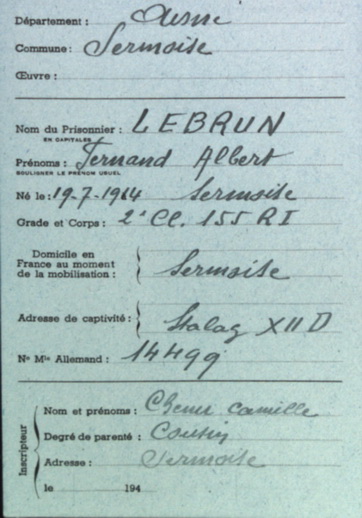 Département : Aisne
Commune : Sermoise
Œuvre :
Nom du Prisonnier : LEBRUN
EN CAPITALES
Prénoms : Fernand Albert
SOULIGNER LE PRÉNOM USUEL
Né le : 19-7-1914 Sermoise
Grade et Corps : 2e Cl. 155 RI
Domicile en
France au moment
de la mobilisation : Sermoise
Adresse de captivité : Stalag XII D
No Mle Allemand : 14499
Inscripteur
Nom et prénoms : Camille
Degré de parenté : Cousin
Adresse : Sermoise
le 194